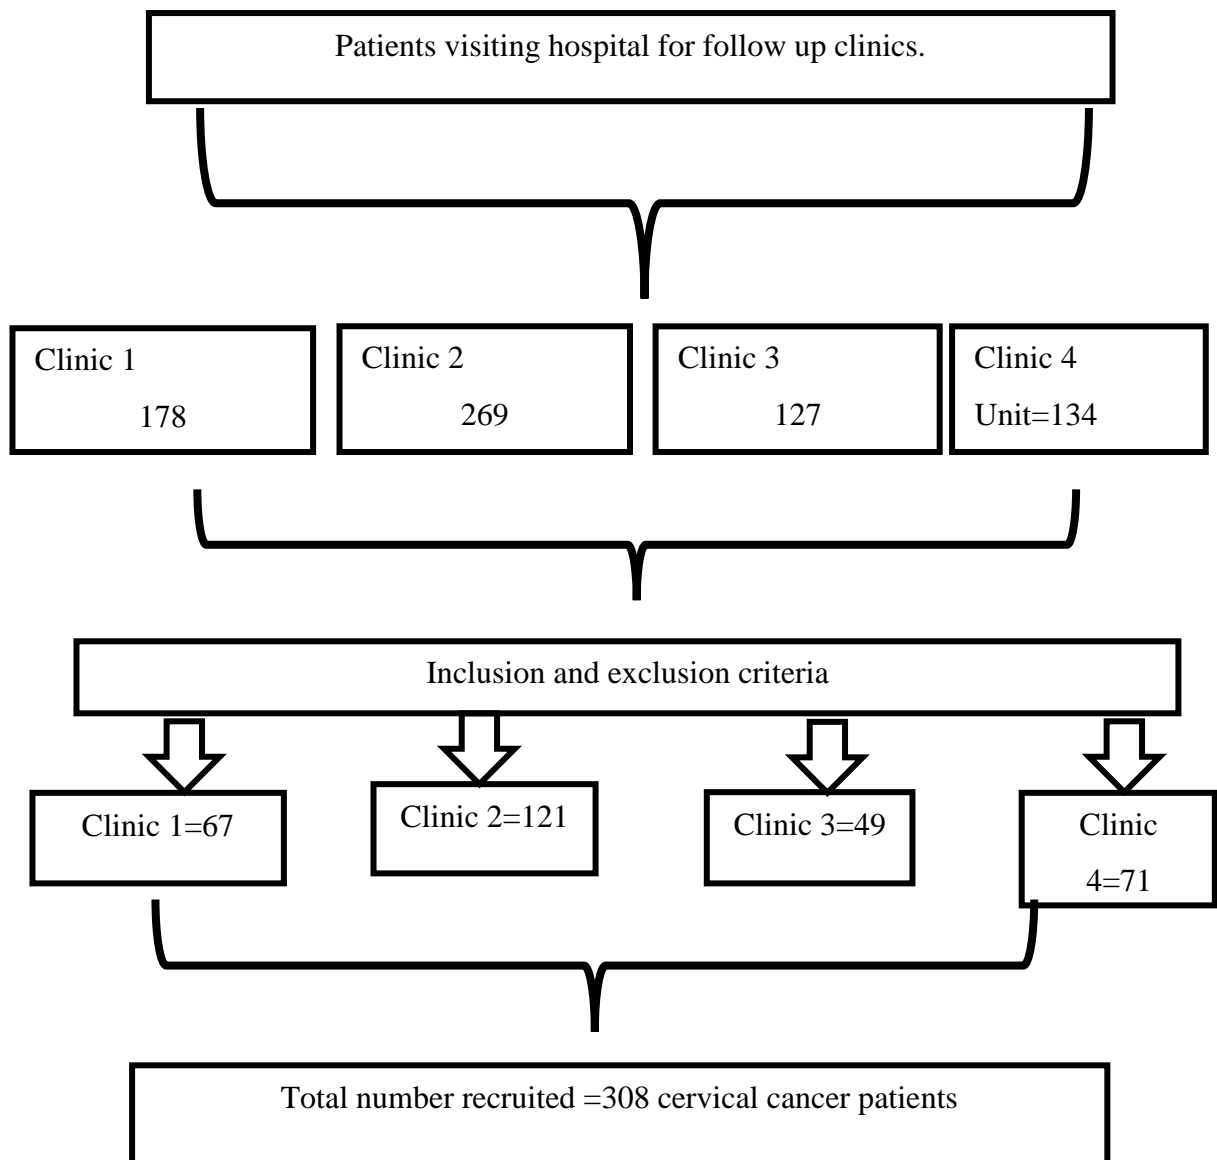 Patients visiting hospital for follow up clinics.
Clinic 1
178
Clinic 2
269
Clinic 3
127
Clinic 4
Unit=134
Inclusion and exclusion criteria
Clinic 1=67
Clinic 2=121
Clinic 3=49
Clinic
4=71
Total number recruited =308 cervical cancer patients